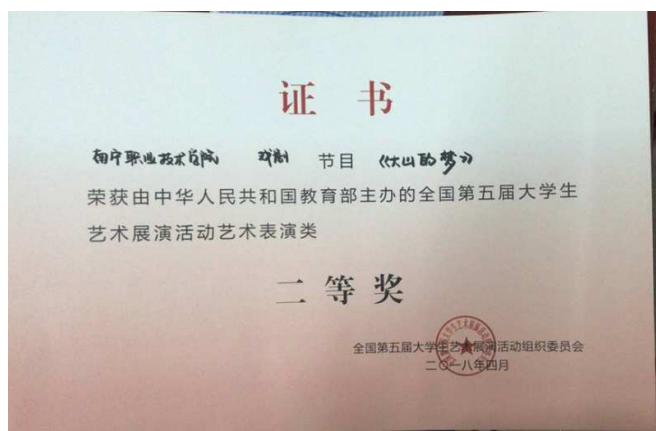 证 书
南宁职业技术学院 戏剧 节目 《大山的梦》
荣获由中华人民共和国教育部主办的全国第五届大学生
艺术展演活动艺术表演类
二等奖
全国第五届大学生艺术展演活动组织委员会
二〇一八年四月